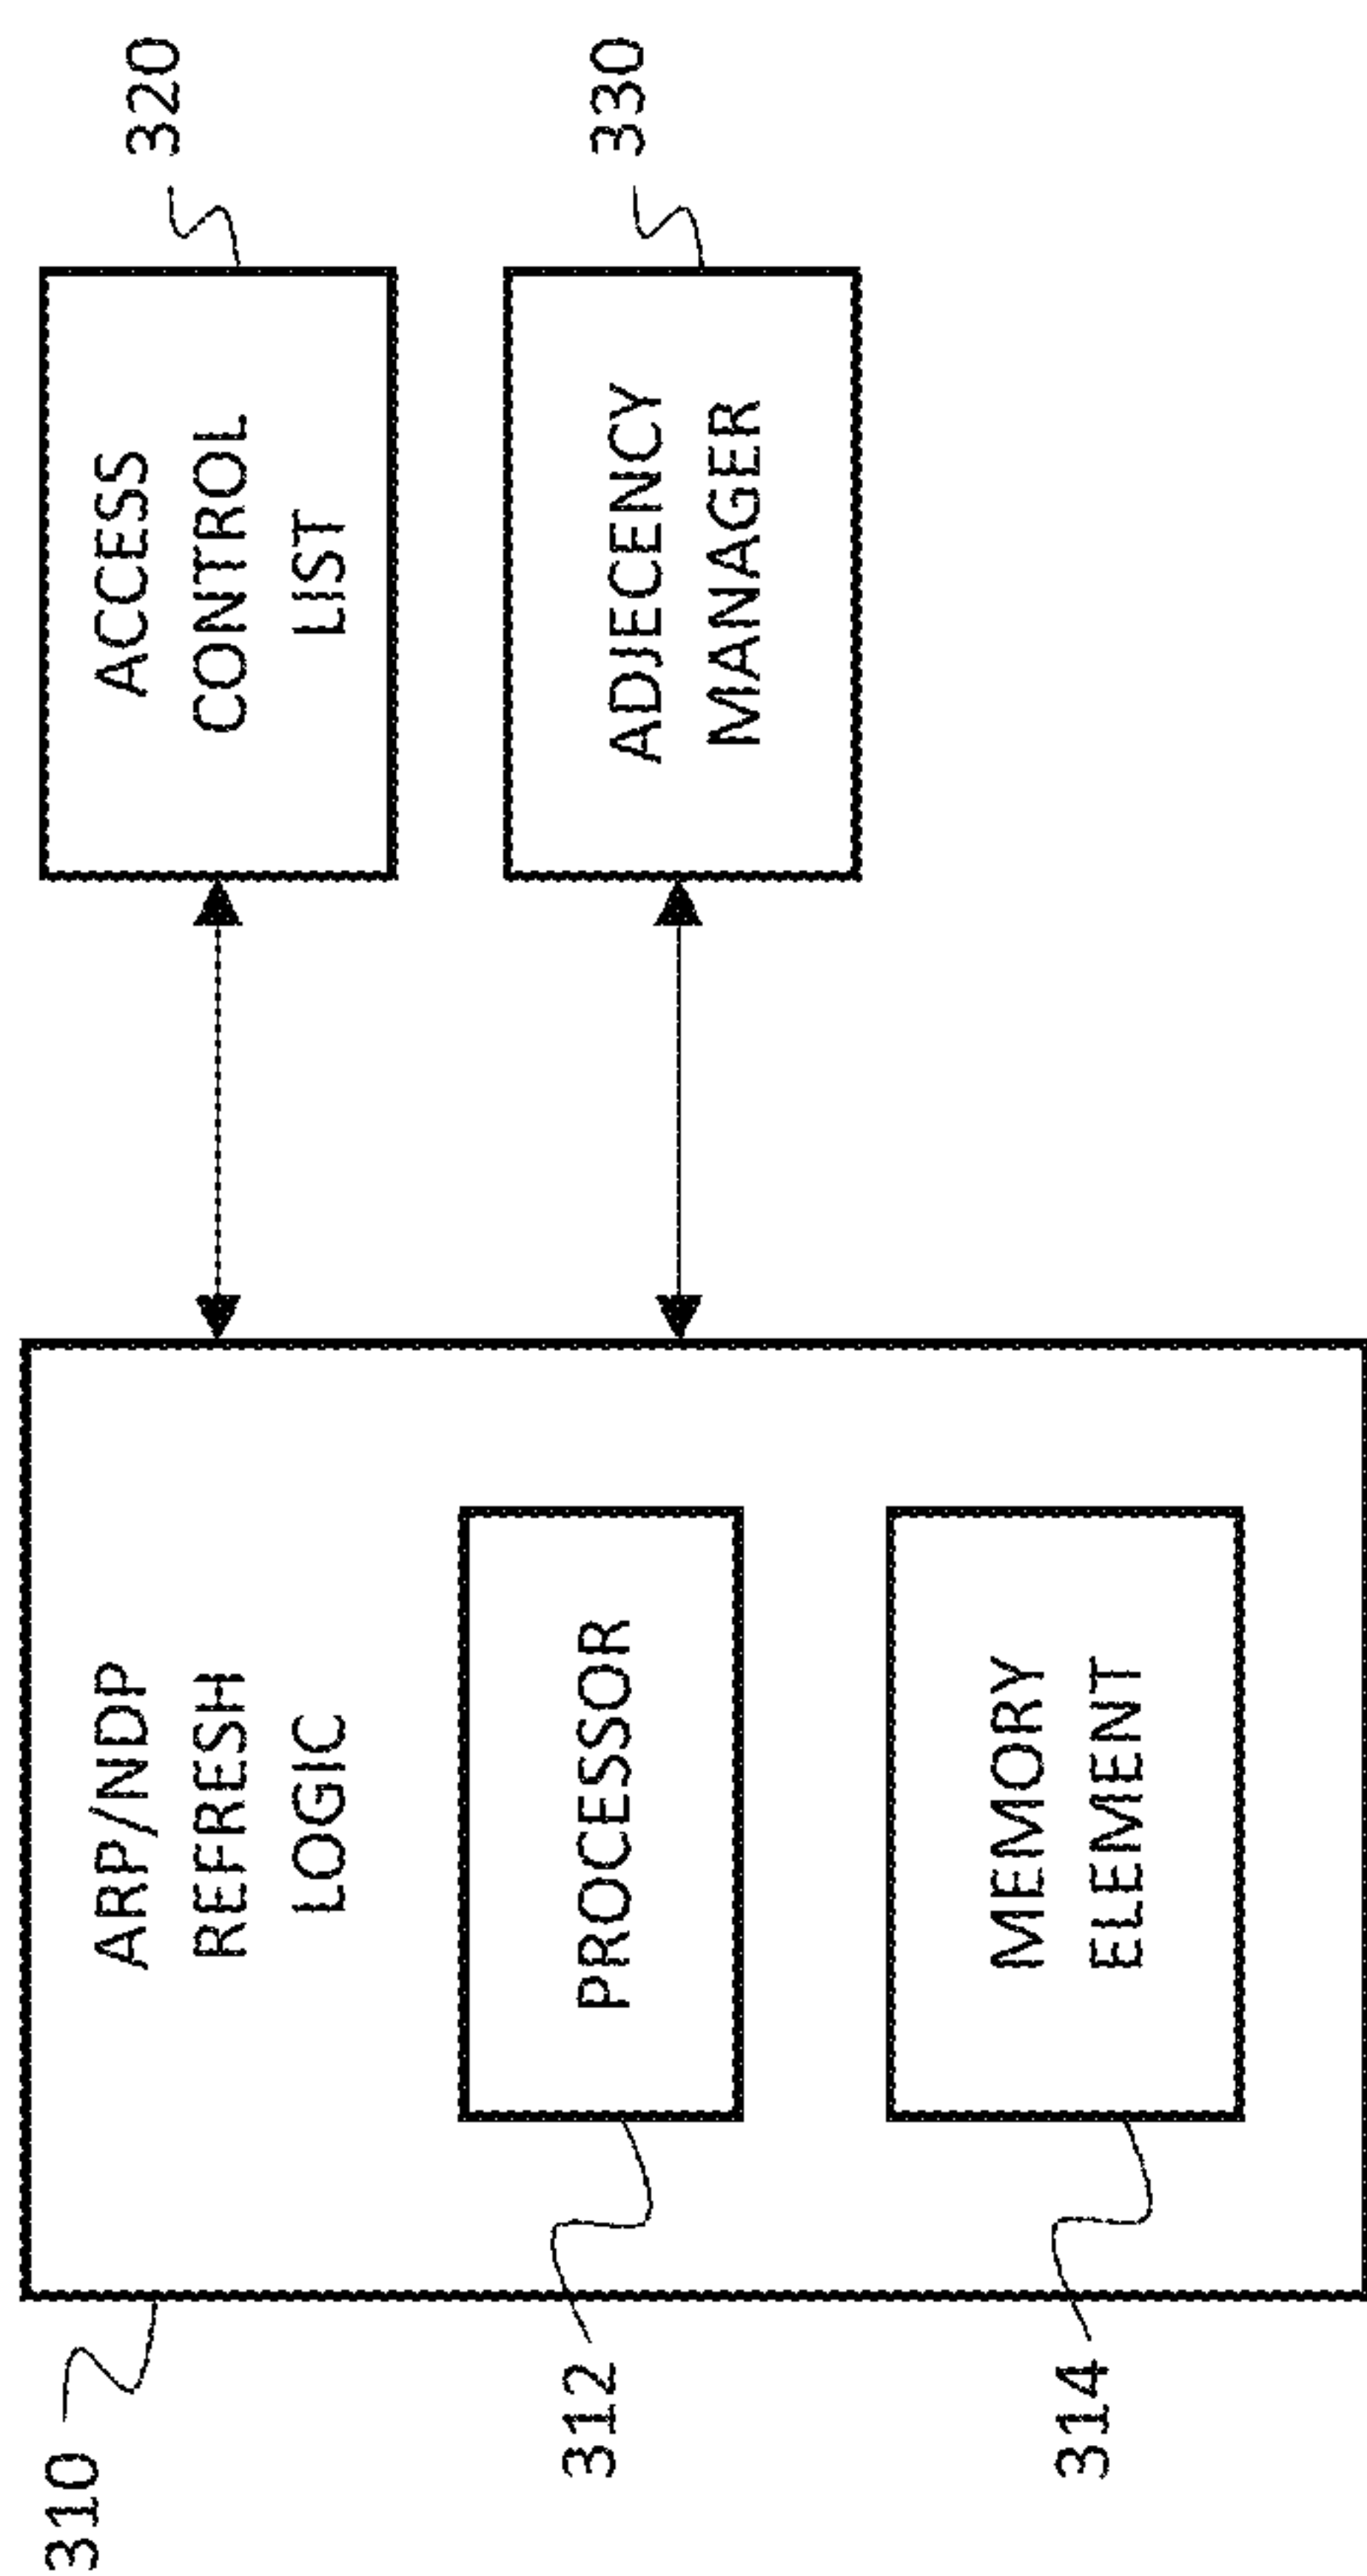 310
ARP/NDP
REFRESH
LOGIC
312
PROCESSOR
314
MEMORY
ELEMENT
ACCESS
CONTROL
LIST
320
ADJECENCY
MANAGER
330